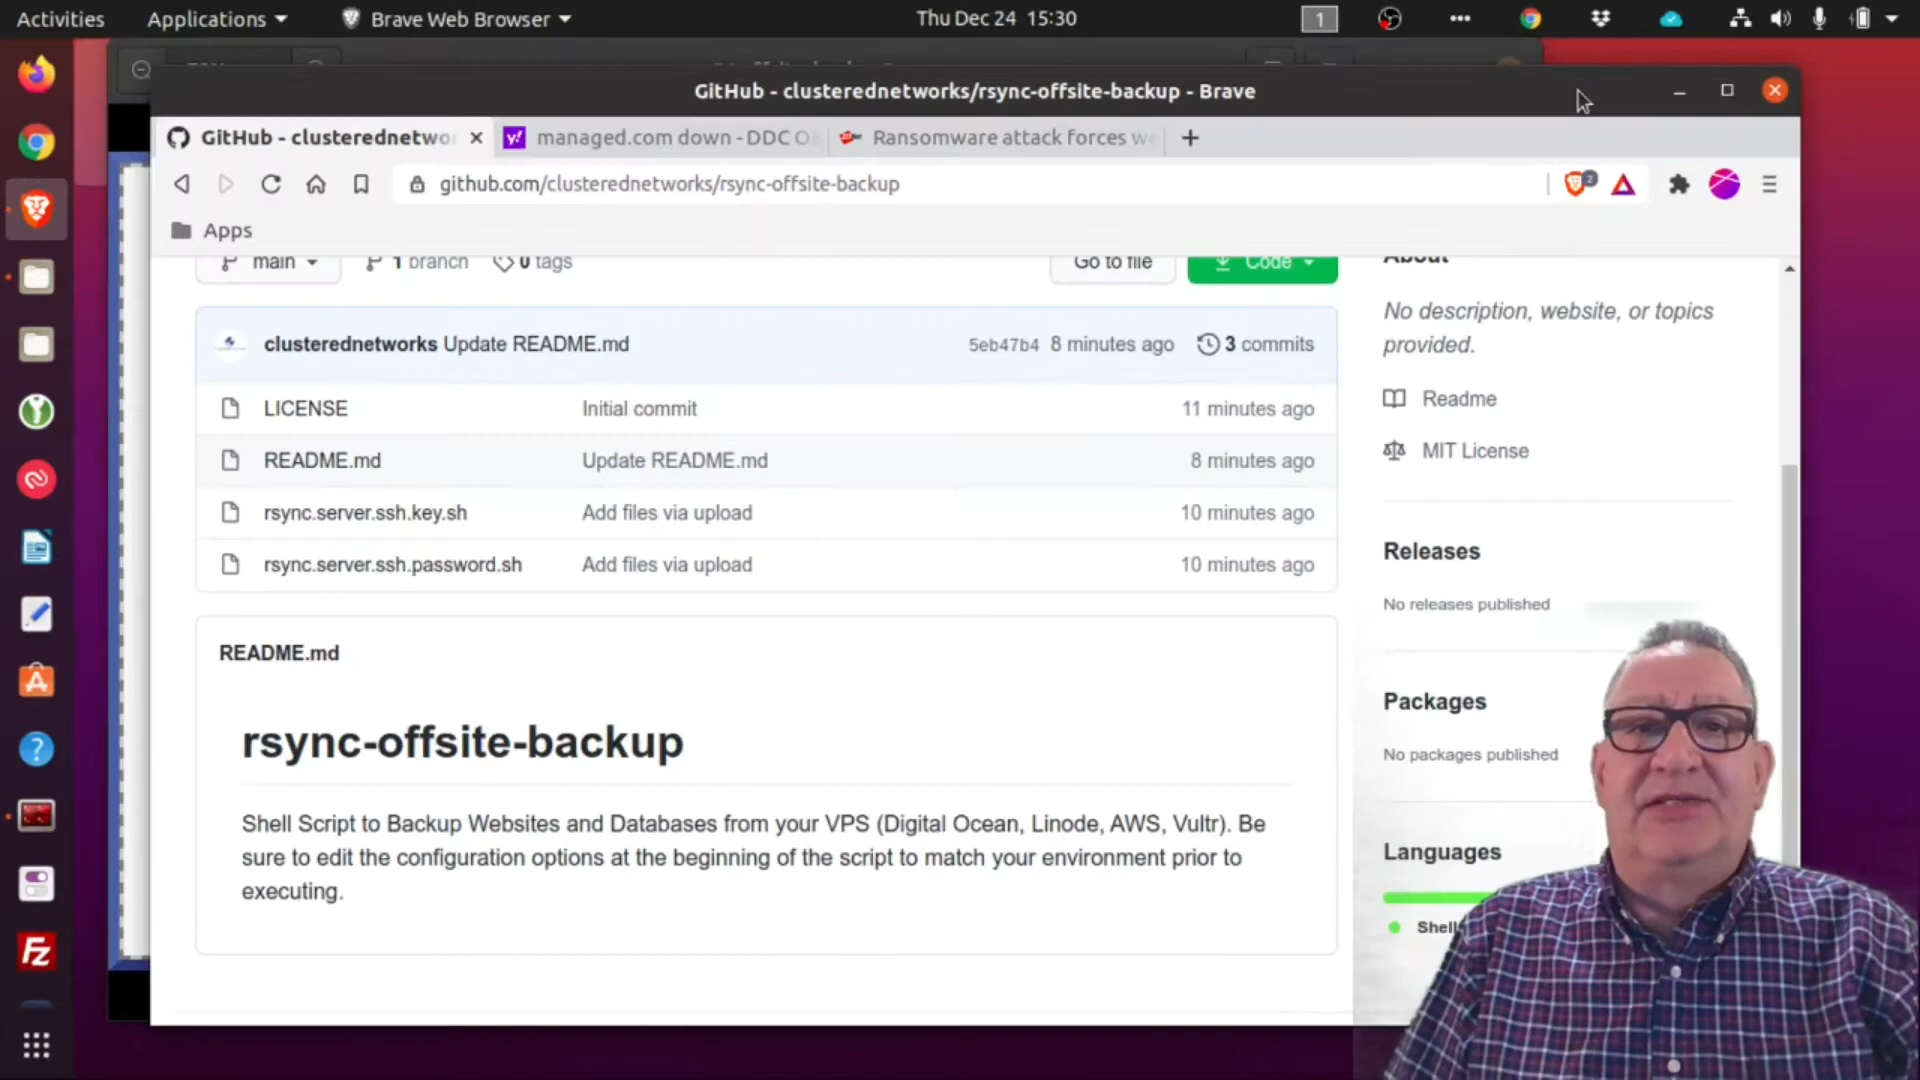 Activities Applications Brave Web Browser Thu Dec 24 15:30 1
GitHub - clusterednetworks/rsync-offsite-backup - Brave
GitHub - clusterednetwo managed.com down - DDC O Ransomware attack forces we
github.com/clusterednetworks/rsync-offsite-backup 2
Apps
main 1 branch 0 tags Go to file Code About
No description, website, or topics
provided.
clusterednetworks Update README.md 5eb47b4 8 minutes ago 3 commits
LICENSE Initial commit 11 minutes ago
README.md Update README.md 8 minutes ago
rsync.server.ssh.key.sh Add files via upload 10 minutes ago
rsync.server.ssh.password.sh Add files via upload 10 minutes ago
Readme
MIT License
Releases
No releases published
Packages
No packages published
Languages
Shell
README.md
rsync-offsite-backup
Shell Script to Backup Websites and Databases from your VPS (Digital Ocean, Linode, AWS, Vultr). Be
sure to edit the configuration options at the beginning of the script to match your environment prior to
executing.